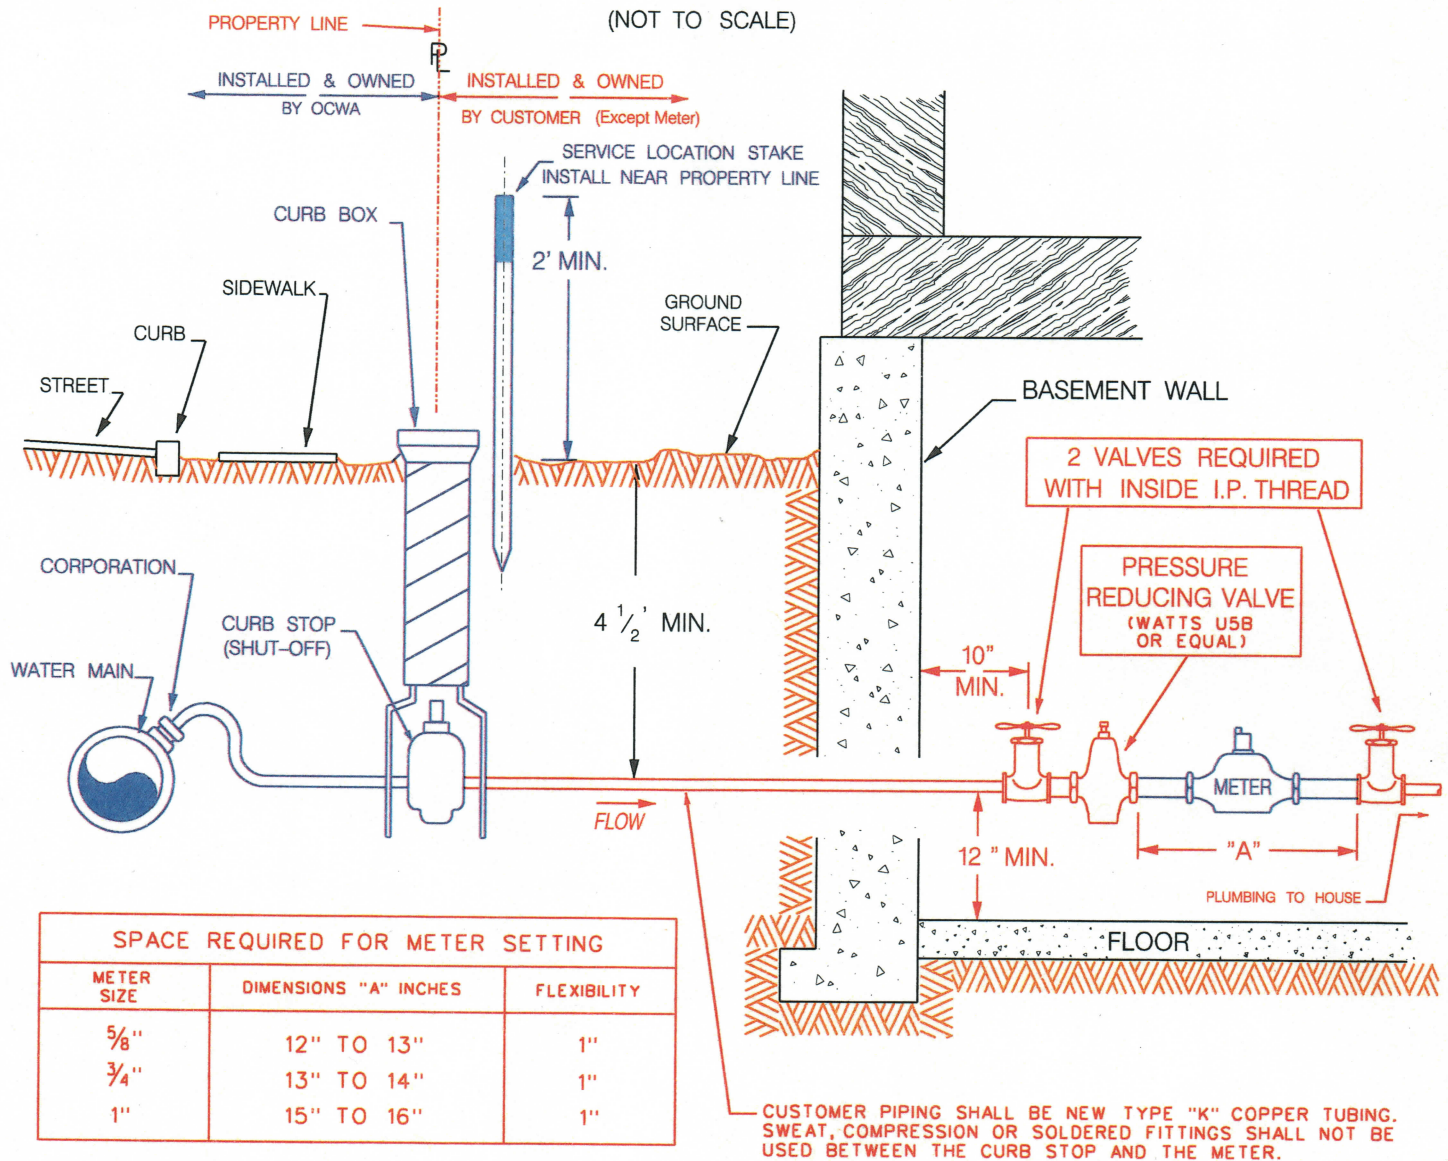 (NOT TO SCALE)
PROPERTY LINE
PL
INSTALLED & OWNED
BY OCWA
INSTALLED & OWNED
BY CUSTOMER (Except Meter)
SERVICE LOCATION STAKE
INSTALL NEAR PROPERTY LINE
CURB BOX
2' MIN.
SIDEWALK
GROUND
SURFACE
CURB
STREET
BASEMENT WALL
2 VALVES REQUIRED
WITH INSIDE I.P. THREAD
CORPORATION
PRESSURE
REDUCING VALVE
(WATTS U5B
OR EQUAL)
CURB STOP
(SHUT-OFF)
4 1/2' MIN.
WATER MAIN
10"
MIN.
METER
FLOW
12" MIN.
"A"
PLUMBING TO HOUSE
FLOOR
SPACE REQUIRED FOR METER SETTING
METER
SIZE
DIMENSIONS "A" INCHES
FLEXIBILITY
5/8" 12" TO 13" 1"
3/4" 13" TO 14" 1"
1" 15" TO 16" 1"
CUSTOMER PIPING SHALL BE NEW TYPE "K" COPPER TUBING.
SWEAT, COMPRESSION OR SOLDERED FITTINGS SHALL NOT BE
USED BETWEEN THE CURB STOP AND THE METER.